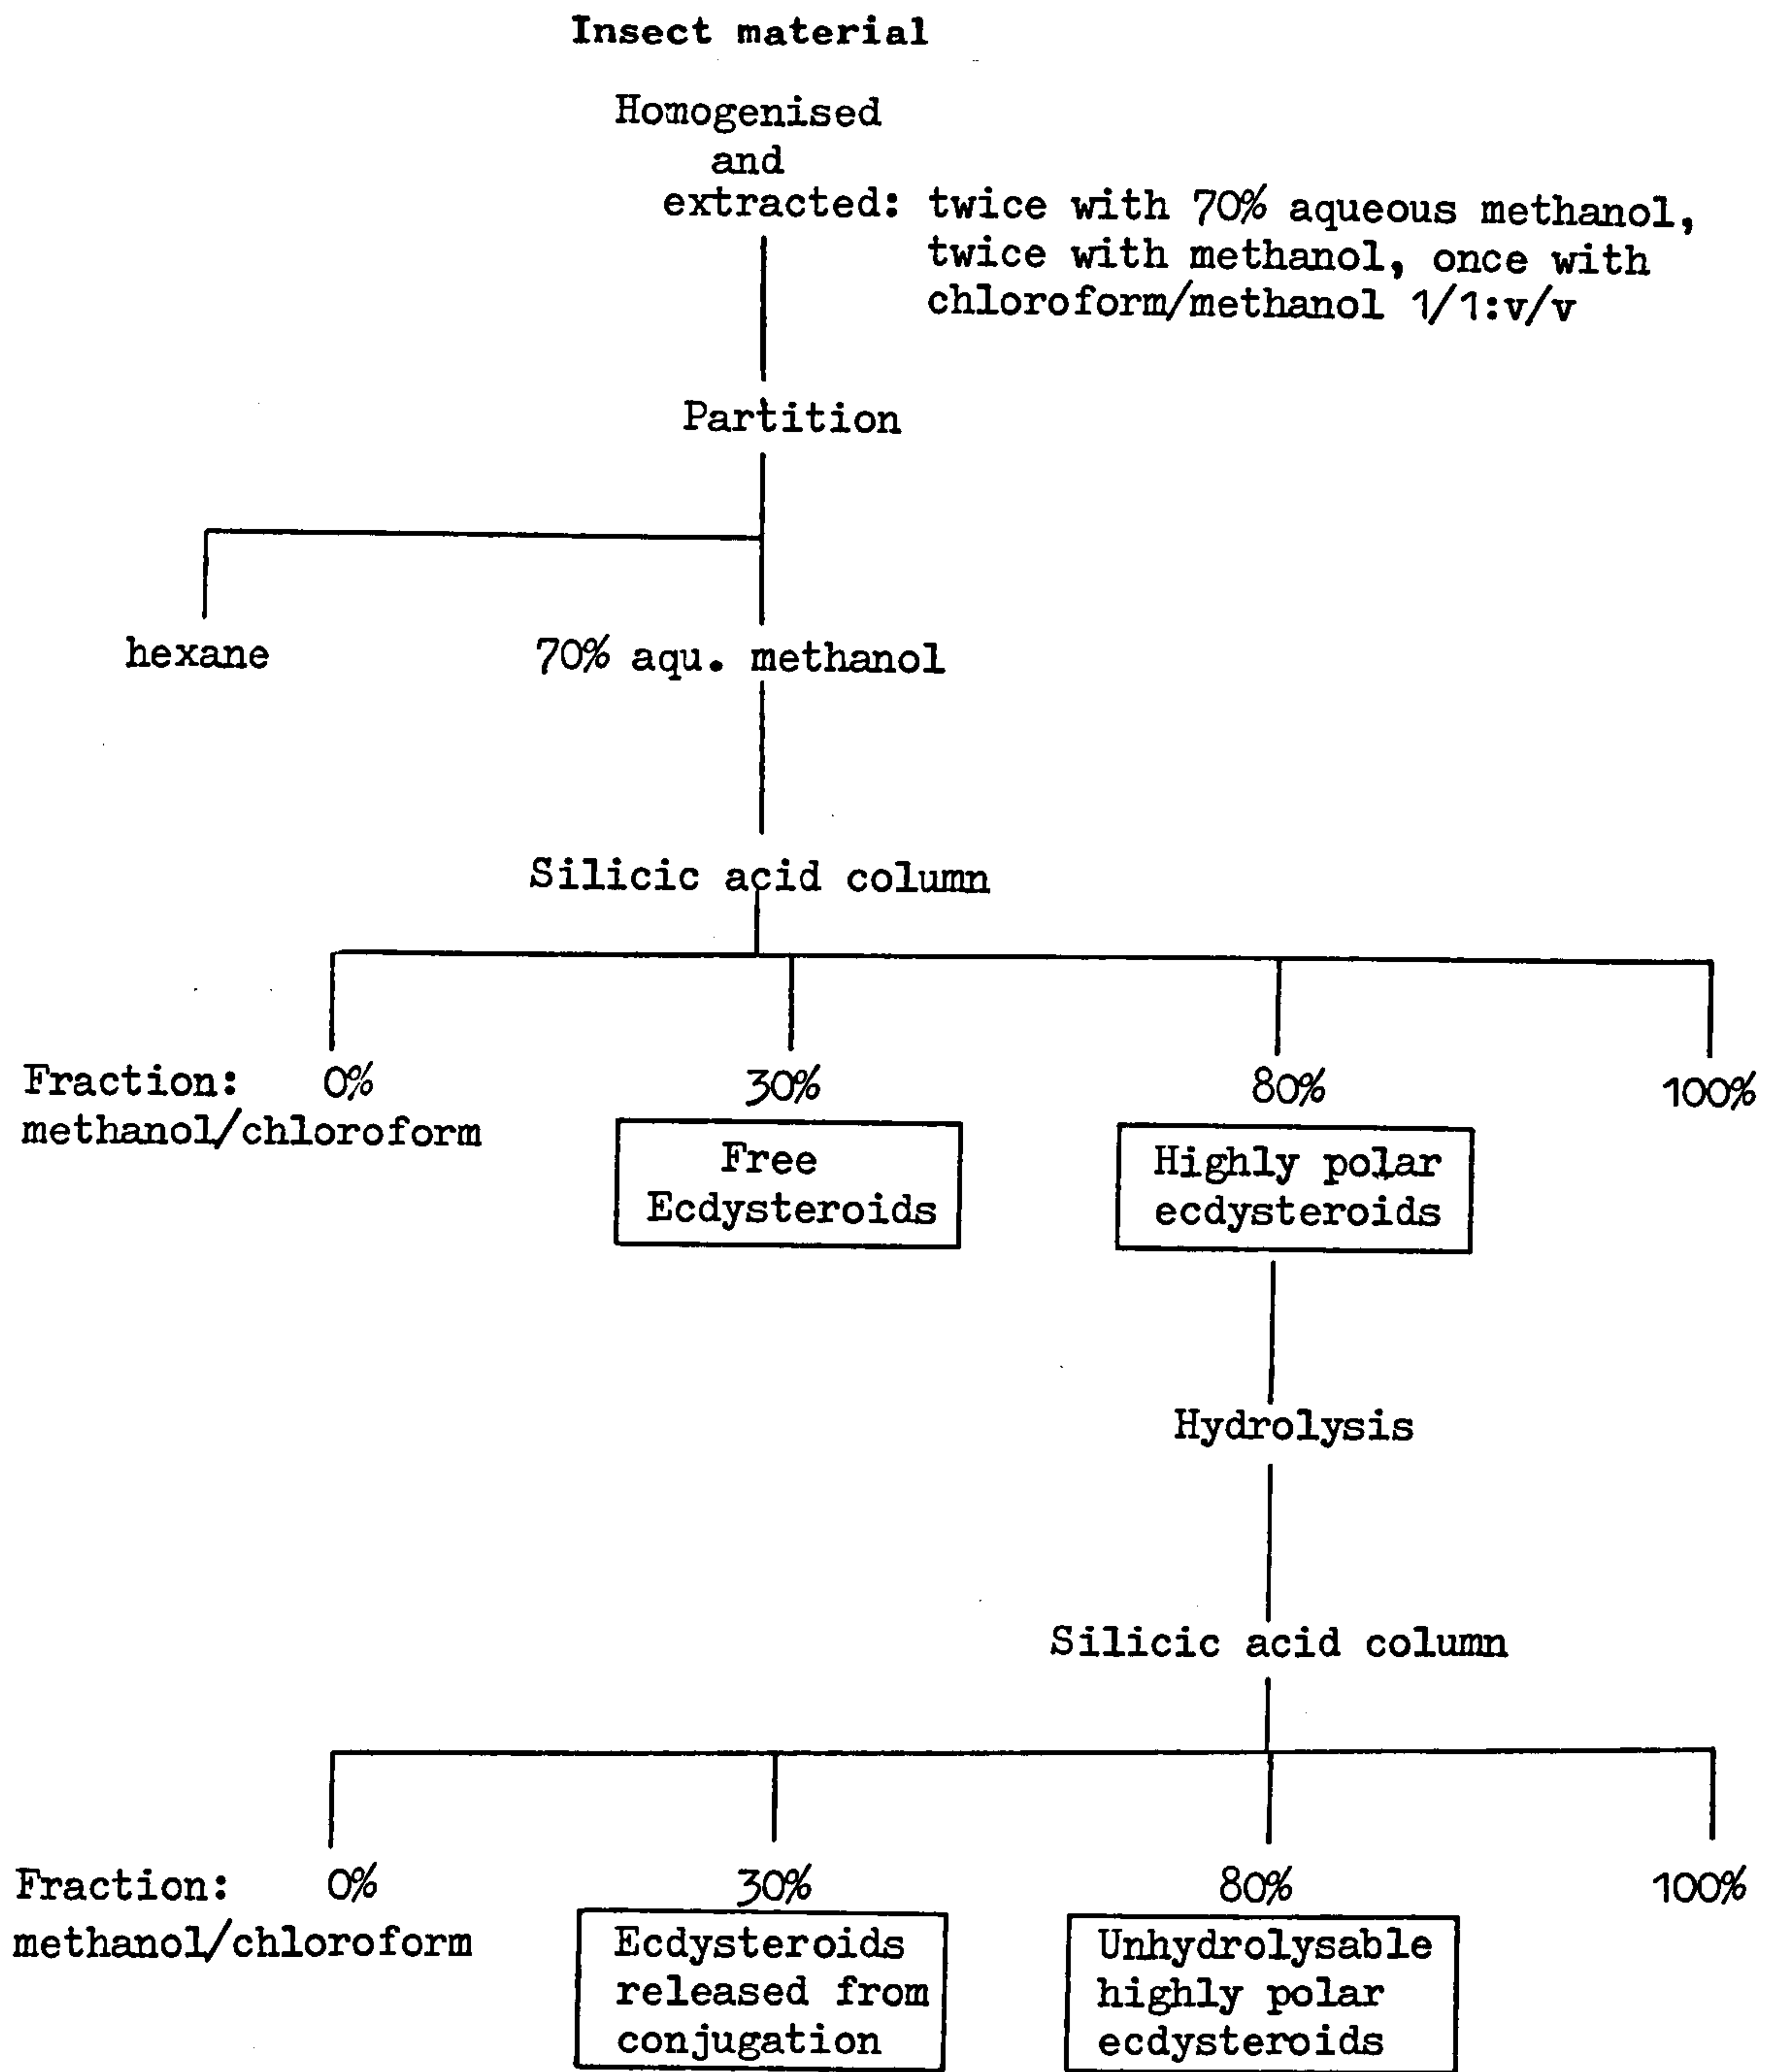 Insect material
Homogenised
and
extracted: twice with 70% aqueous methanol,
twice with methanol, once with
chloroform/methanol 1/1:v/v
Partition
hexane 70% aqu. methanol
Silicic acid column
Fraction: 0% 30% 80% 100%
methanol/chloroform
Free
Ecdysteroids
Highly polar
ecdysteroids
Hydrolysis
Silicic acid column
Fraction: 0% 30% 80% 100%
methanol/chloroform
Ecdysteroids
released from
conjugation
Unhydrolysable
highly polar
ecdysteroids